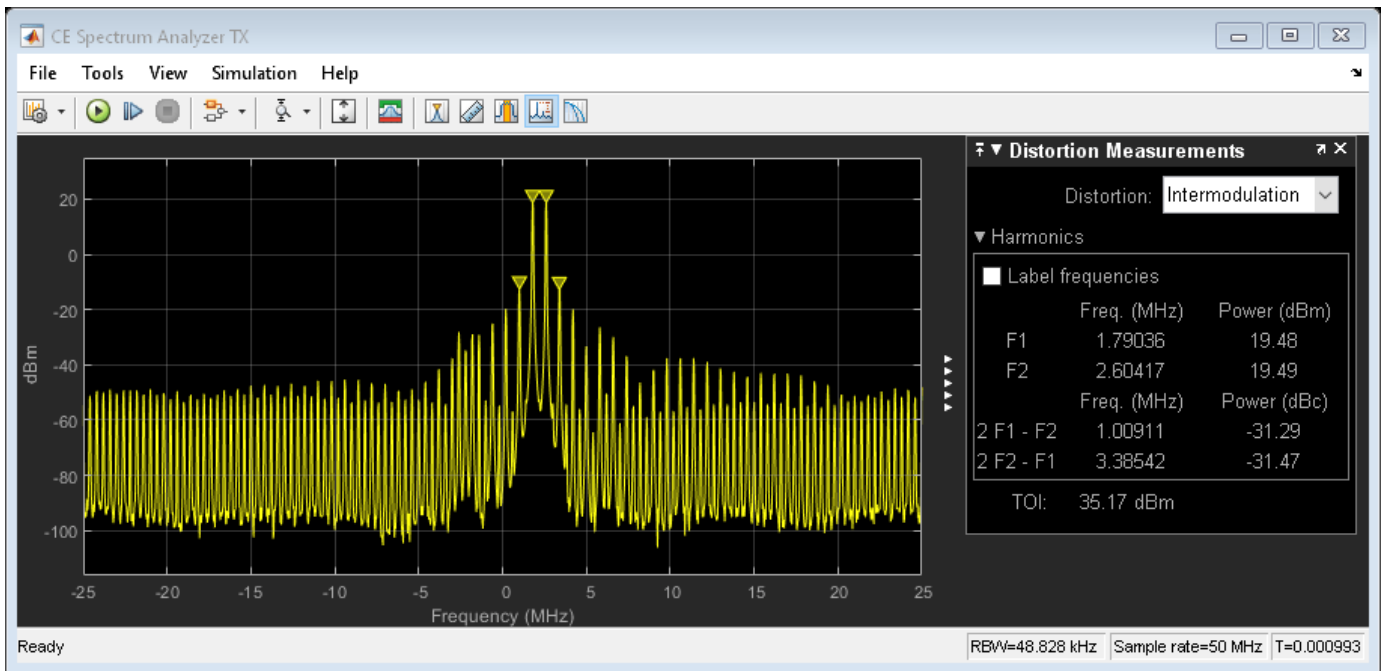 CE Spectrum Analyzer TX
File Tools View Simulation Help
Distortion Measurements
Distortion: Intermodulation
Harmonics
Label frequencies
Freq. (MHz) Power (dBm)
F1 1.79036 19.48
F2 2.60417 19.49
Freq. (MHz) Power (dBc)
2 F1 - F2 1.00911 -31.29
2 F2 - F1 3.38542 -31.47
TOI: 35.17 dBm
20
0
-20
-40
-60
-80
-100
dBm
-25 -20 -15 -10 -5 0 5 10 15 20 25
Frequency (MHz)
Ready RBW=48.828 kHz Sample rate=50 MHz T=0.000993